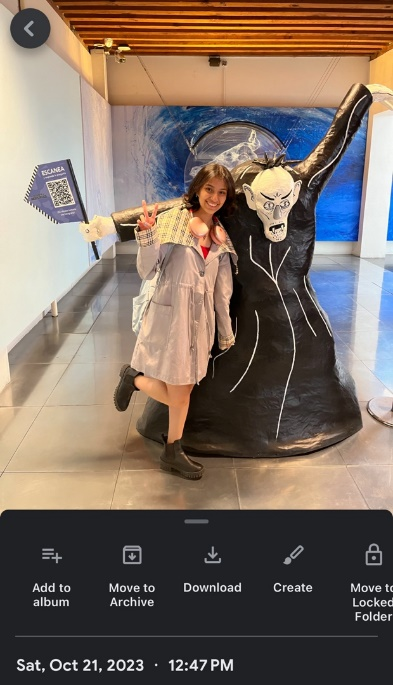 ESCANEA
Add to
album
Move to
Archive
Download
Create
Move to
Locked
Folder
Sat, Oct 21, 2023 · 12:47 PM